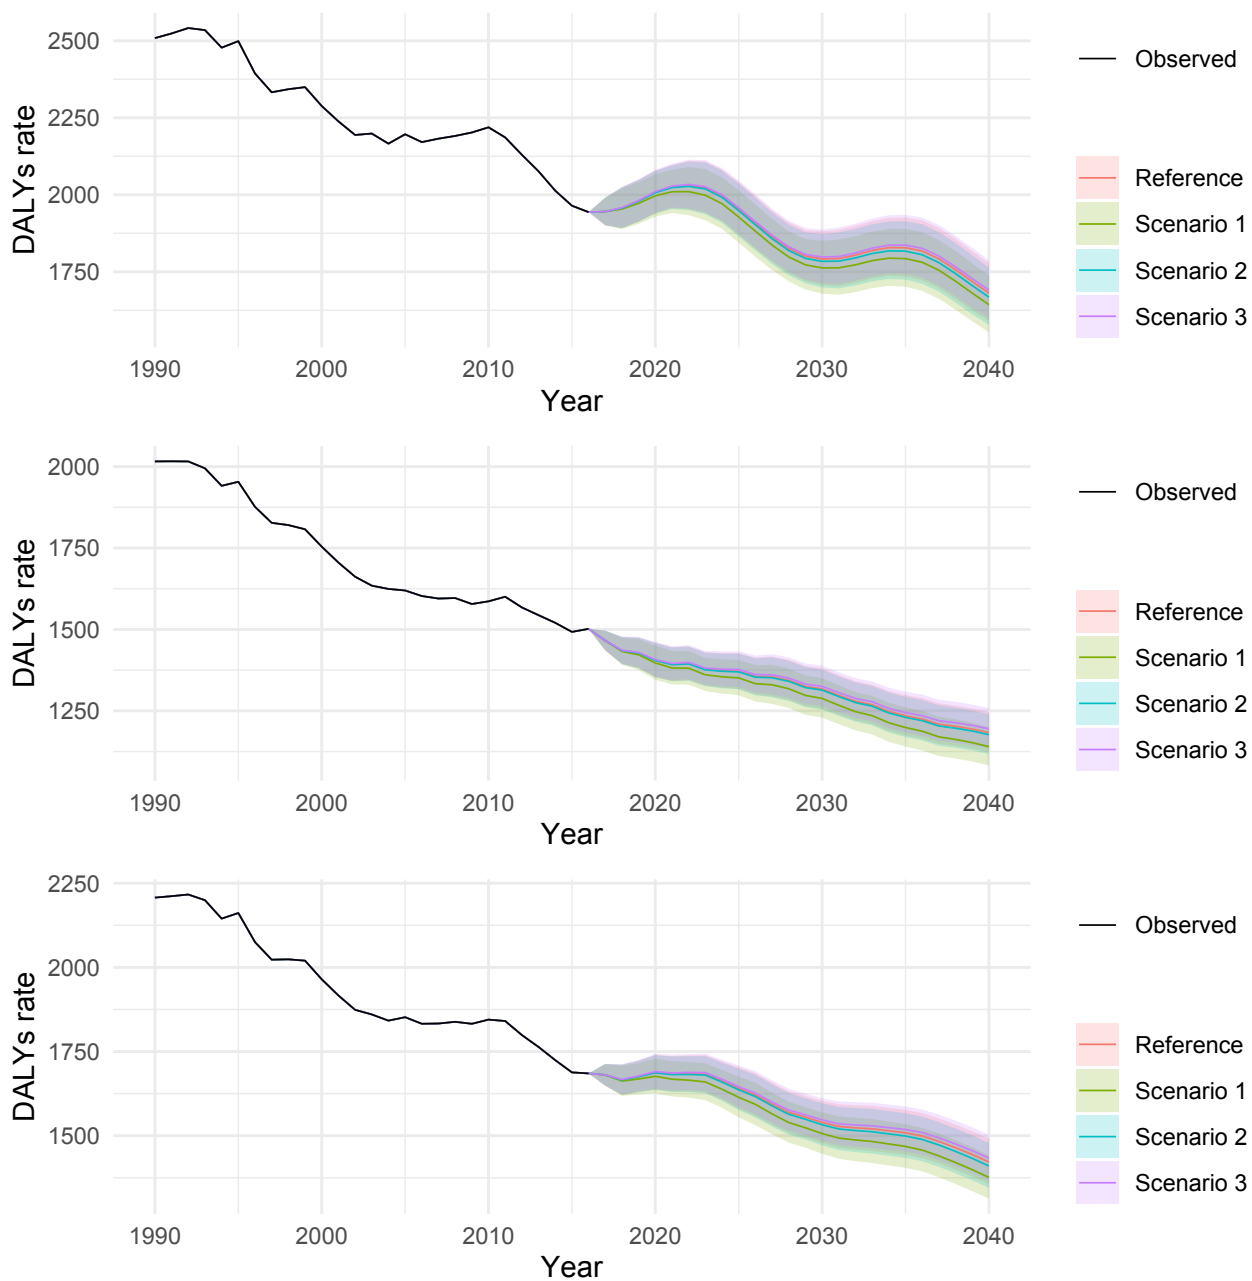 2500
2250
2000
1750
DALYs rate
1990 2000 2010 2020 2030 2040
Year
Observed
Reference
Scenario 1
Scenario 2
Scenario 3
2000
1750
1500
1250
DALYs rate
1990 2000 2010 2020 2030 2040
Year
Observed
Reference
Scenario 1
Scenario 2
Scenario 3
2250
2000
1750
1500
DALYs rate
1990 2000 2010 2020 2030 2040
Year
Observed
Reference
Scenario 1
Scenario 2
Scenario 3